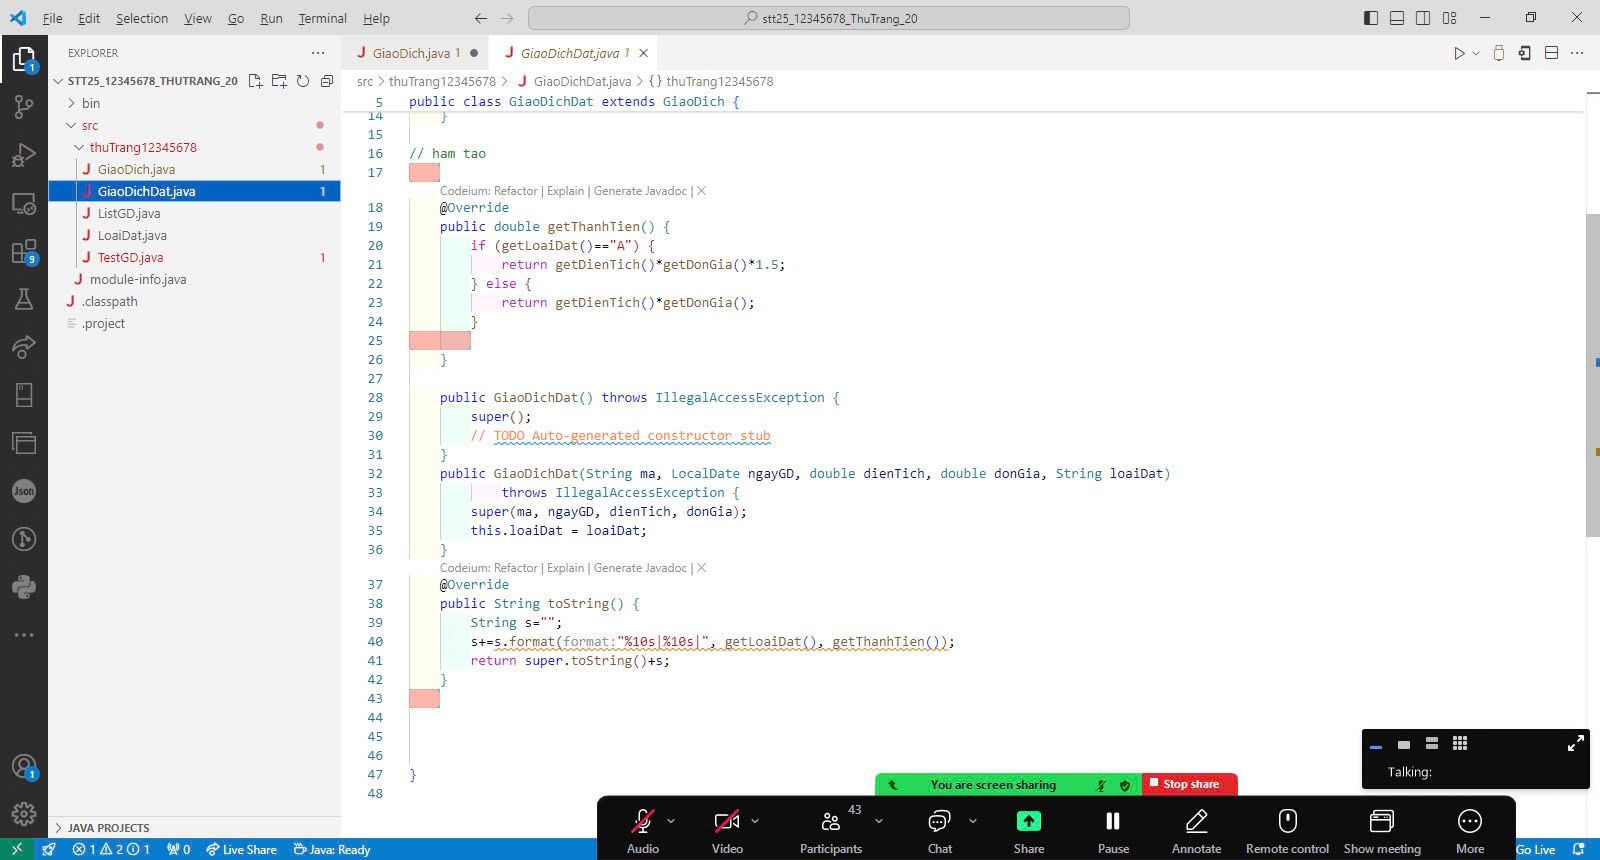 File Edit Selection View Go Run Terminal Help
stt25_12345678_ThuTrang_20
EXPLORER
STT25_12345678_THUTRANG_20
bin
src
thuTrang12345678
GiaoDich.java 1
GiaoDichDat.java 1
ListGD.java
LoaiDat.java
TestGD.java 1
module-info.java
.classpath
.project
JAVA PROJECTS
1
9
Json
1
GiaoDich.java 1
GiaoDichDat.java 1
src > thuTrang12345678 > GiaoDichDat.java > {} thuTrang12345678
5 public class GiaoDichDat extends GiaoDich {
14 }
15
16 // ham tao
17
Codeium: Refactor | Explain | Generate Javadoc | X
18 @Override
19 public double getThanhTien() {
20 if (getLoaiDat()=="A") {
21 return getDienTich()*getDonGia()*1.5;
22 } else {
23 return getDienTich()*getDonGia();
24 }
25
26 }
27
28 public GiaoDichDat() throws IllegalAccessException {
29 super();
30 // TODO Auto-generated constructor stub
31 }
32 public GiaoDichDat(String ma, LocalDate ngayGD, double dienTich, double donGia, String loaiDat)
33 throws IllegalAccessException {
34 super(ma, ngayGD, dienTich, donGia);
35 this.loaiDat = loaiDat;
36 }
Codeium: Refactor | Explain | Generate Javadoc | X
37 @Override
38 public String toString() {
39 String s="";
40 s+=s.format(format:"%10s|%10s|", getLoaiDat(), getThanhTien());
41 return super.toString()+s;
42 }
43
44
45
46
47 }
48
Talking:
You are screen sharing
Stop share
Audio
Video
43
Participants
Chat
Share
Pause
Annotate
Remote control
Show meeting
More
1 2 1
0
Live Share
Java: Ready
Go Live